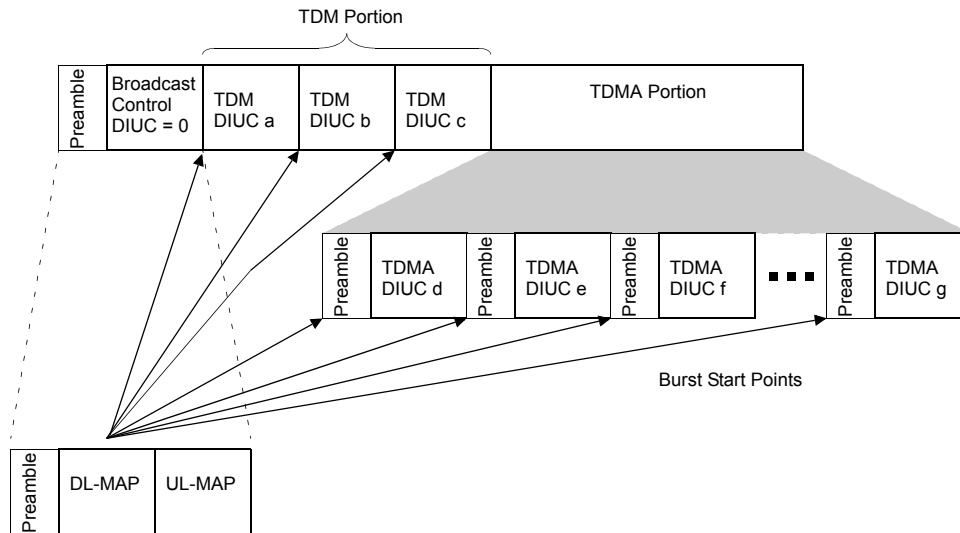 TDM Portion
Preamble
Broadcast
Control
DIUC = 0
TDM
DIUC a
TDM
DIUC b
TDM
DIUC c
TDMA Portion
Preamble
TDMA
DIUC d
Preamble
TDMA
DIUC e
Preamble
TDMA
DIUC f
Preamble
TDMA
DIUC g
Burst Start Points
Preamble
DL-MAP
UL-MAP